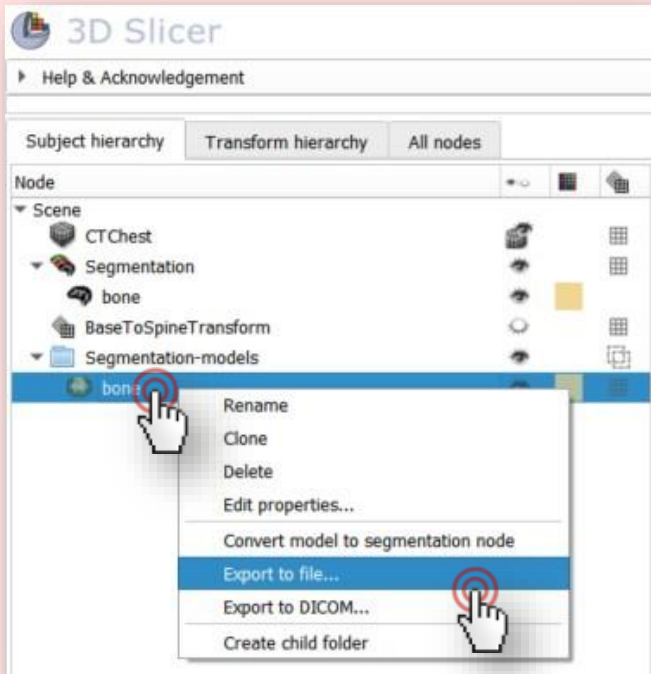 3D Slicer
Help & Acknowledgement
Subject hierarchy Transform hierarchy All nodes
Node
Scene
CTChest
Segmentation
bone
BaseToSpineTransform
Segmentation-models
bone
Rename
Clone
Delete
Edit properties...
Convert model to segmentation node
Export to file...
Export to DICOM...
Create child folder